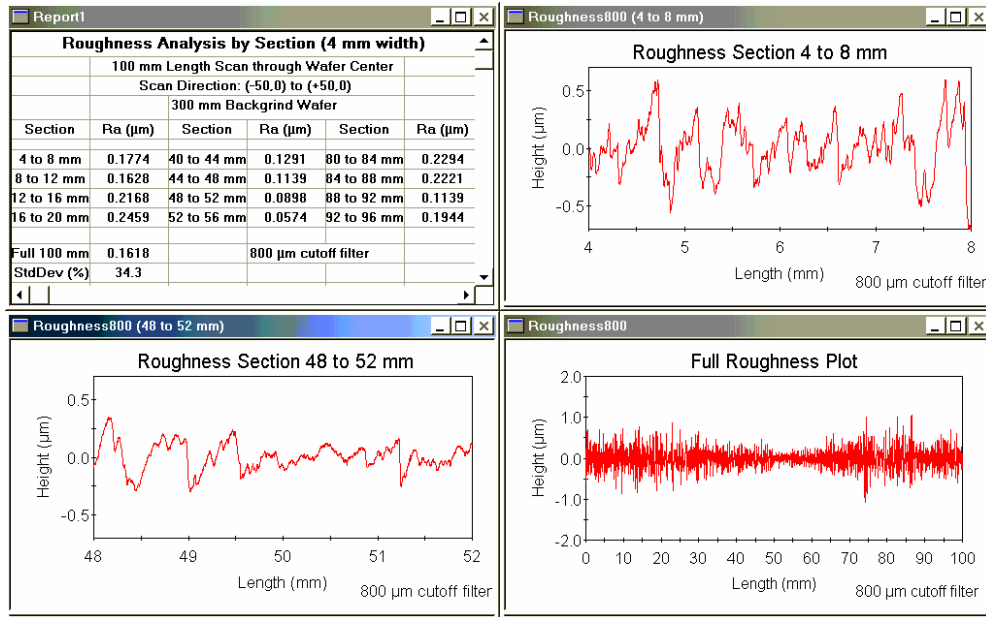 Report1
Roughness Analysis by Section (4 mm width)
100 mm Length Scan through Wafer Center
Scan Direction: (-50,0) to (+50,0)
300 mm Backgrind Wafer
Section Ra (µm) Section Ra (µm) Section Ra (µm)
4 to 8 mm 0.1774 40 to 44 mm 0.1291 80 to 84 mm 0.2294
8 to 12 mm 0.1628 44 to 48 mm 0.1139 84 to 88 mm 0.2221
12 to 16 mm 0.2168 48 to 52 mm 0.0898 88 to 92 mm 0.1139
16 to 20 mm 0.2459 52 to 56 mm 0.0574 92 to 96 mm 0.1944
Full 100 mm 0.1618 800 µm cutoff filter
StdDev (%) 34.3
Roughness800 (4 to 8 mm)
Roughness Section 4 to 8 mm
Height (µm)
0.5
0.0
-0.5
4 5 6 7 8
Length (mm)
800 µm cutoff filter
Roughness800 (48 to 52 mm)
Roughness Section 48 to 52 mm
Height (µm)
0.5
0.0
-0.5
48 49 50 51 52
Length (mm)
800 µm cutoff filter
Roughness800
Full Roughness Plot
Height (µm)
2.0
1.0
0.0
-1.0
-2.0
0 10 20 30 40 50 60 70 80 90 100
Length (mm)
800 µm cutoff filter